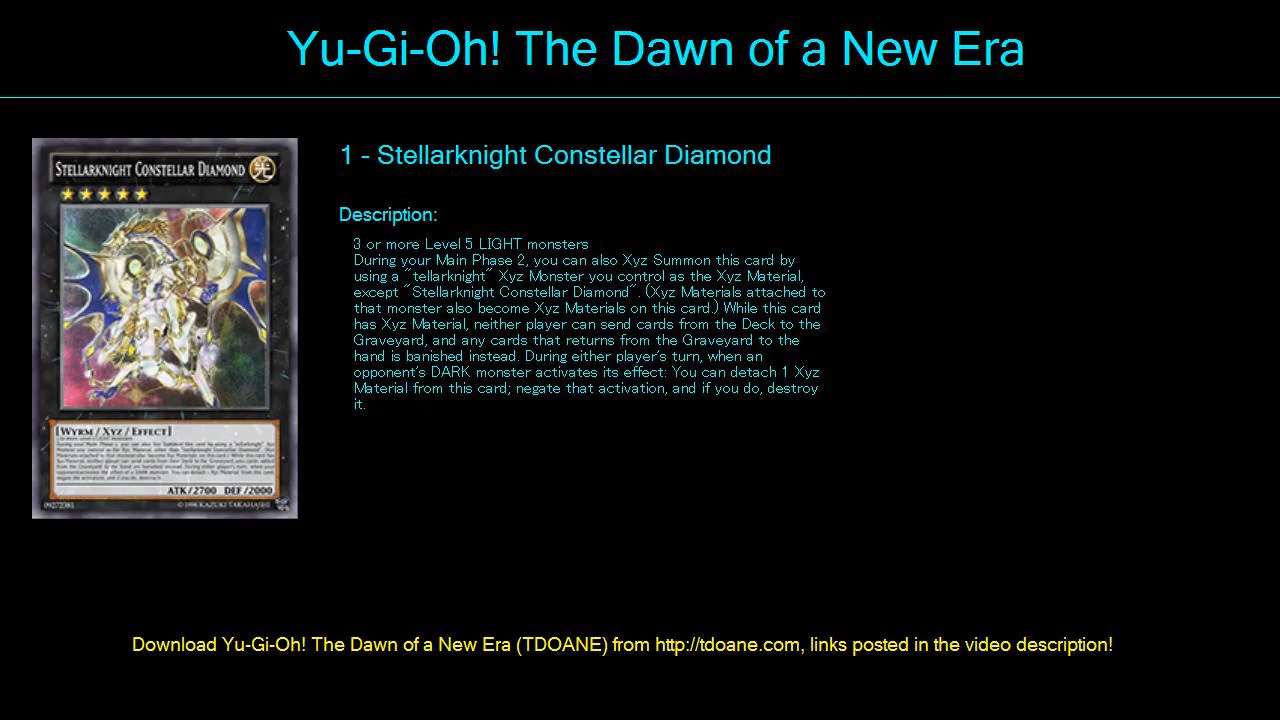 Yu-Gi-Oh! The Dawn of a New Era
1 - Stellarknight Constellar Diamond
STELLARKNIGHT CONSTELLAR DIAMOND 光
Description:
3 or more Level 5 LIGHT monsters
During your Main Phase 2, you can also Xyz Summon this card by
using a "tellarknight" Xyz Monster you control as the Xyz Material,
except "Stellarknight Constellar Diamond". (Xyz Materials attached to
that monster also become Xyz Materials on this card.) While this card
has Xyz Material, neither player can send cards from the Deck to the
Graveyard, and any cards that returns from the Graveyard to the
hand is banished instead. During either player's turn, when an
opponent's DARK monster activates its effect: You can detach 1 Xyz
Material from this card; negate that activation, and if you do, destroy
it.
[WYRM / XYZ / EFFECT]
ATK/2700 DEF/2000
©1996 KAZUKI TAKAHASHI
Download Yu-Gi-Oh! The Dawn of a New Era (TDOANE) from http://tdoane.com, links posted in the video description!